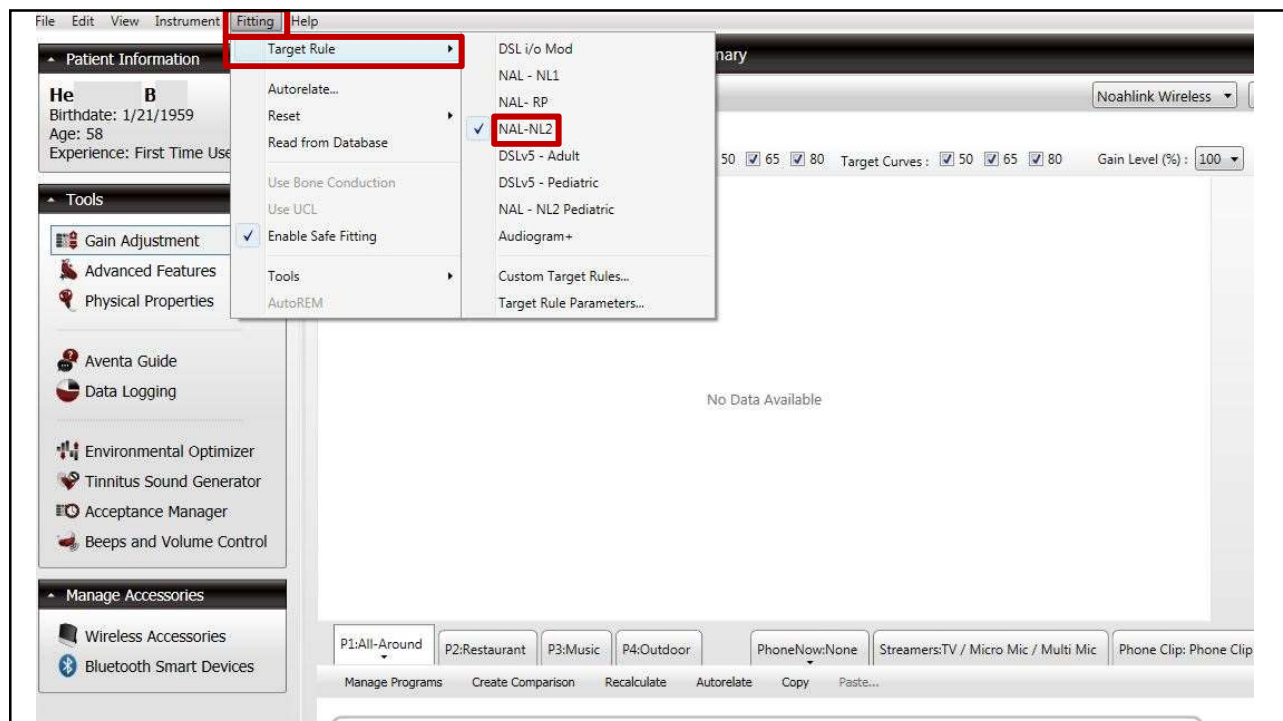 File Edit View Instrument Fitting Help
Patient Information
He B
Birthdate: 1/21/1959
Age: 58
Experience: First Time Use
Tools
Gain Adjustment
Advanced Features
Physical Properties
Aventa Guide
Data Logging
Environmental Optimizer
Tinnitus Sound Generator
Acceptance Manager
Beeps and Volume Control
Manage Accessories
Wireless Accessories
Bluetooth Smart Devices
Target Rule
Autorelate...
Reset
Read from Database
Use Bone Conduction
Use UCL
Enable Safe Fitting
Tools
AutoREM
DSL i/o Mod
NAL - NL1
NAL- RP
NAL-NL2
DSLv5 - Adult
DSLv5 - Pediatric
NAL - NL2 Pediatric
Audiogram+
Custom Target Rules...
Target Rule Parameters...
Noahlink Wireless
50 65 80 Target Curves : 50 65 80 Gain Level (%) : 100
No Data Available
P1:All-Around P2:Restaurant P3:Music P4:Outdoor PhoneNow:None Streamers:TV / Micro Mic / Multi Mic Phone Clip: Phone Clip
Manage Programs Create Comparison Recalculate Autorelate Copy Paste...